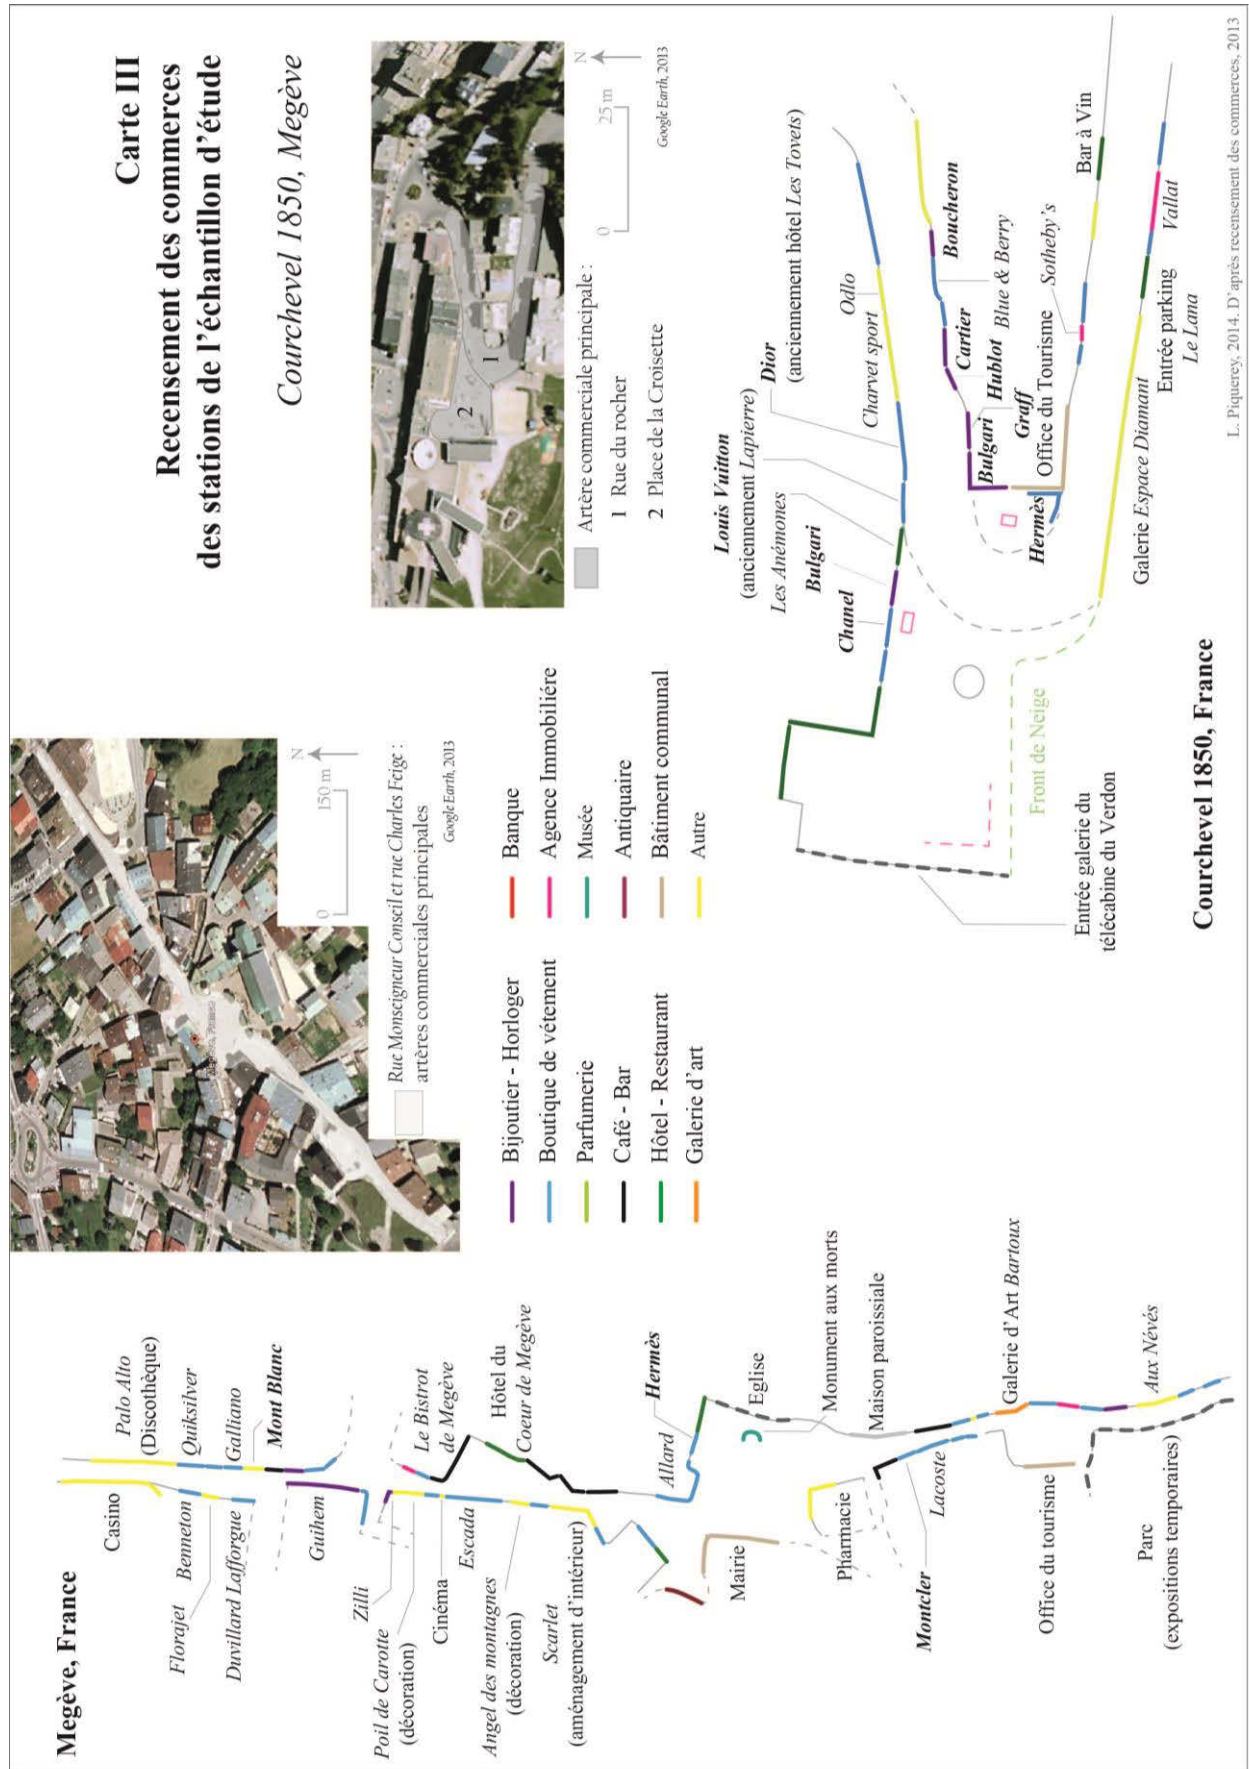 Carte III
Recensement des commerces
des stations de l'échantillon d'étude
Courchevel 1850, Megève
Megève, France
Casino
Palo Alto
(Discothèque)
Florajet
Benneton
Quiksilver
Duvillard Lafforgue
Galliano
Mont Blanc
Guihem
Zilli
Poil de Carotte
(décoration)
Cinéma
Le Bistrot
de Megève
Escada
Hôtel du
Coeur de Megève
Angel des montagnes
(décoration)
Scarlet
(aménagement d'intérieur)
Allard
Hermès
Mairie
Eglise
Monument aux morts
Pharmacie
Maison paroissiale
Montcler
Lacoste
Office du tourisme
Galerie d'Art Bartoux
Parc
(expositions temporaires)
Aux Névés
N
0
150 m
Rue Monseigneur Conseil et rue Charles Feige :
artères commerciales principales
Google Earth, 2013
Bijoutier - Horloger
Boutique de vétement
Parfumerie
Café - Bar
Hôtel - Restaurant
Galerie d'art
Banque
Agence Immobiliére
Musée
Antiquaire
Bâtiment communal
Autre
1
2
N
0
25 m
Google Earth, 2013
Artère commerciale principale :
1 Rue du rocher
2 Place de la Croisette
Louis Vuitton
(anciennement Lapierre)
Les Anémones
Bulgari
Chanel
Dior
(anciennement hôtel Les Tovets)
Charvet sport
Odlo
Boucheron
Blue & Berry
Cartier
Hublot
Graff
Bulgari
Hermès
Office du Tourisme
Sotheby's
Bar à Vin
Galerie Espace Diamant
Entrée parking
Le Lana
Vallat
Front de Neige
Entrée galerie du
télécabine du Verdon
Courchevel 1850, France
L. Piquerey, 2014. D'après recensement des commerces, 2013